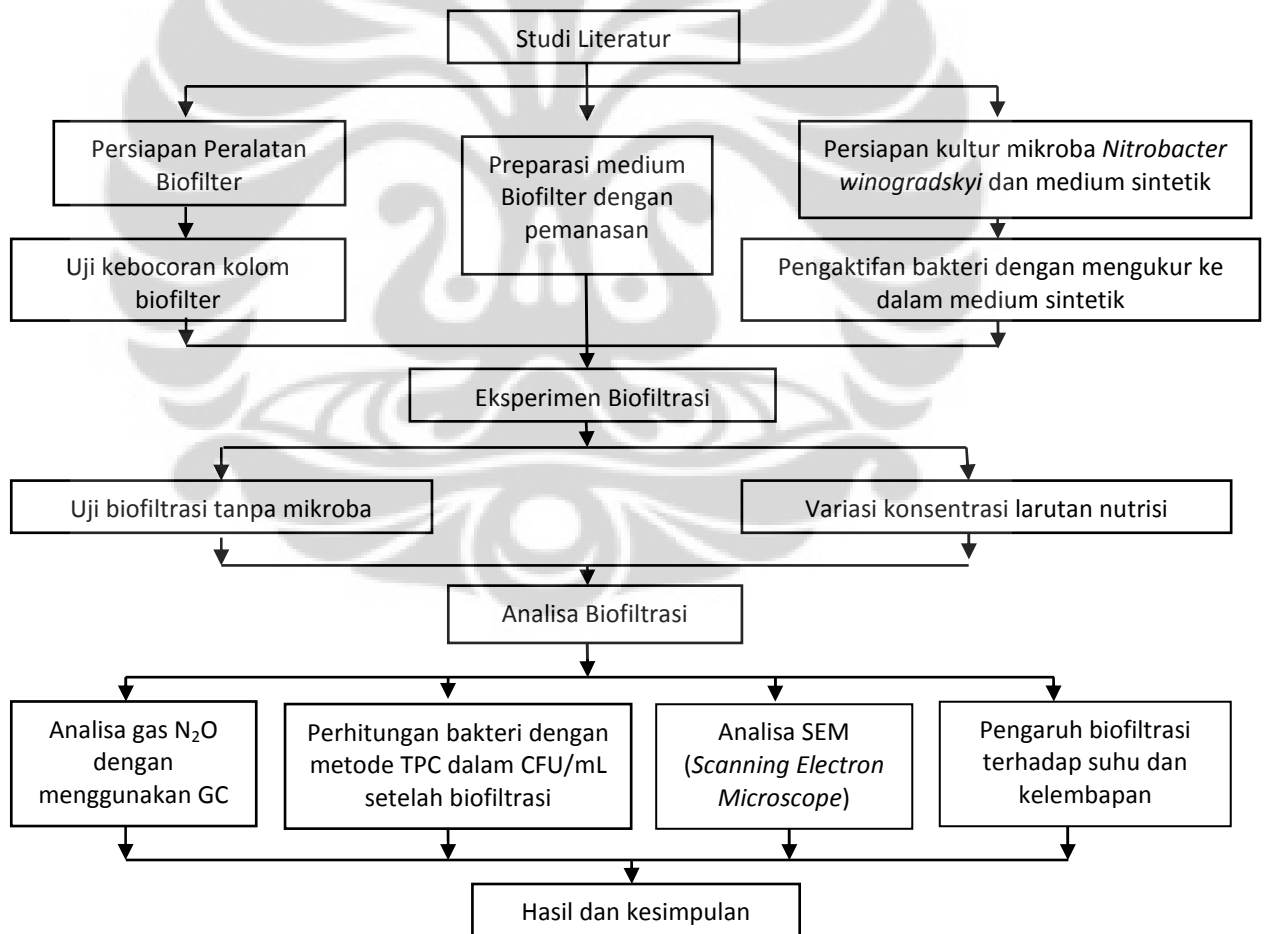 Studi Literatur
Persiapan Peralatan
Biofilter
Preparasi medium
Biofilter dengan
pemanasan
Persiapan kultur mikroba Nitrobacter
winogradskyi dan medium sintetik
Uji kebocoran kolom
biofilter
Pengaktifan bakteri dengan mengukur ke
dalam medium sintetik
Eksperimen Biofiltrasi
Uji biofiltrasi tanpa mikroba
Variasi konsentrasi larutan nutrisi
Analisa Biofiltrasi
Analisa gas N₂O
dengan
menggunakan GC
Perhitungan bakteri dengan
metode TPC dalam CFU/mL
setelah biofiltrasi
Analisa SEM
(Scanning Electron
Microscope)
Pengaruh biofiltrasi
terhadap suhu dan
kelembapan
Hasil dan kesimpulan